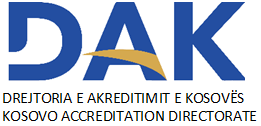 DAK
DREJTORIA E AKREDITIMIT E KOSOVËS
KOSOVO ACCREDITATION DIRECTORATE